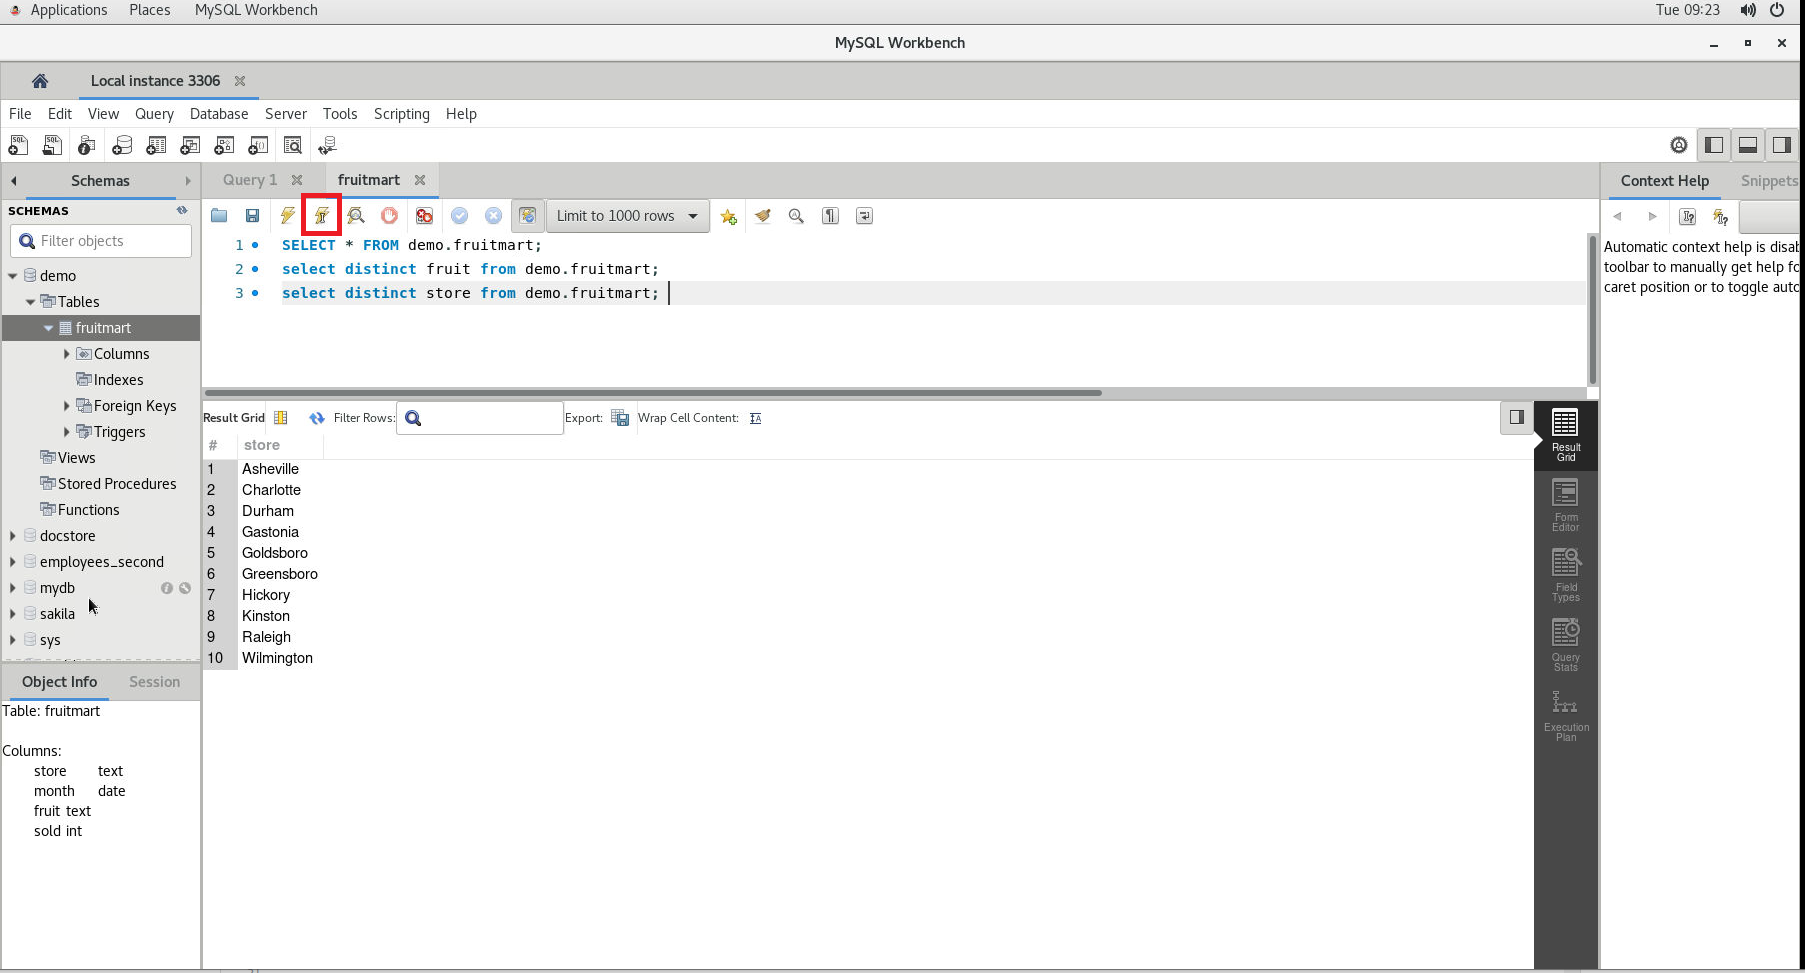 Applications Places MySQL Workbench Tue 09:23
MySQL Workbench
Local instance 3306
File Edit View Query Database Server Tools Scripting Help
Schemas
SCHEMAS
Filter objects
demo
Tables
fruitmart
Columns
Indexes
Foreign Keys
Triggers
Views
Stored Procedures
Functions
docstore
employees_second
mydb
sakila
sys
Object Info Session
Table: fruitmart
Columns:
store text
month date
fruit text
sold int
Query 1 fruitmart
Limit to 1000 rows
1 SELECT * FROM demo.fruitmart;
2 select distinct fruit from demo.fruitmart;
3 select distinct store from demo.fruitmart;
Result Grid Filter Rows: Export: Wrap Cell Content:
# store
1 Asheville
2 Charlotte
3 Durham
4 Gastonia
5 Goldsboro
6 Greensboro
7 Hickory
8 Kinston
9 Raleigh
10 Wilmington
Result
Grid
Form
Editor
Field
Types
Query
Stats
Execution
Plan
Context Help Snippets
Automatic context help is
toolbar to manually get help
caret position or to toggle